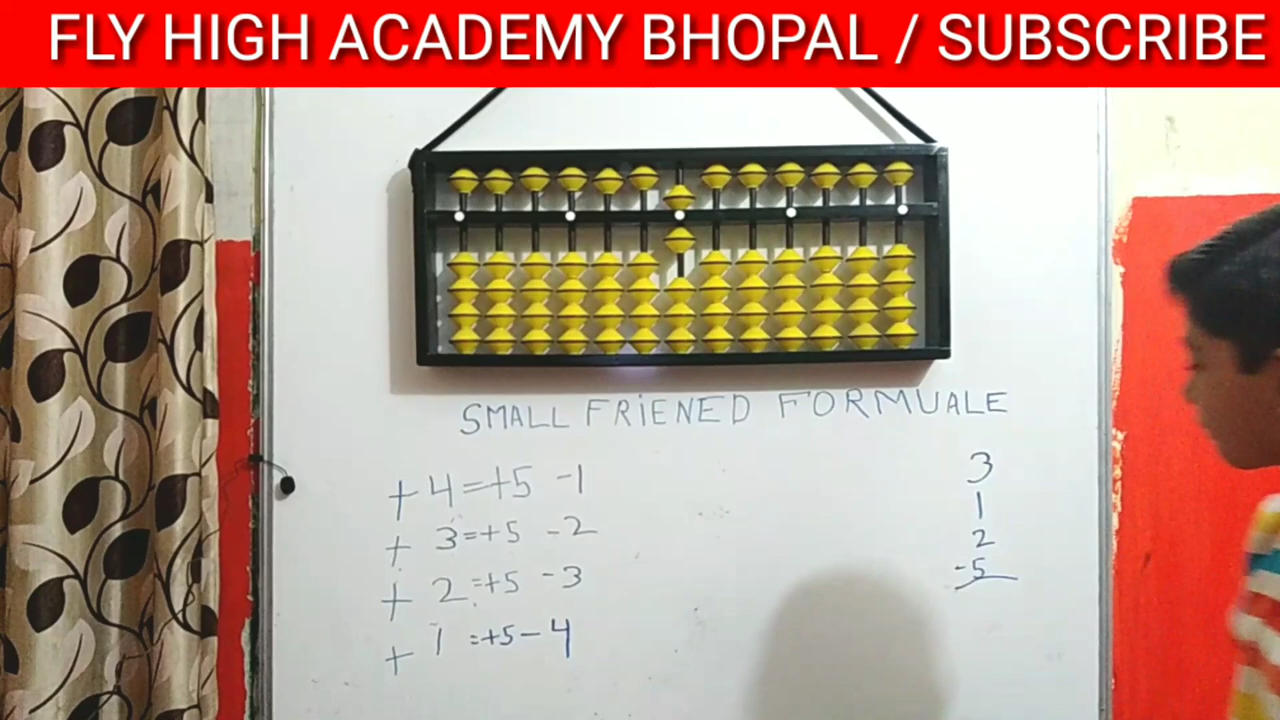 FLY HIGH ACADEMY BHOPAL / SUBSCRIBE
SMALL FRIENED FORMUALE
+ 4=+5 -1
+ 3=+5 -2
+ 2=+5 -3
+ 1=+5-4
3
1
2
-5